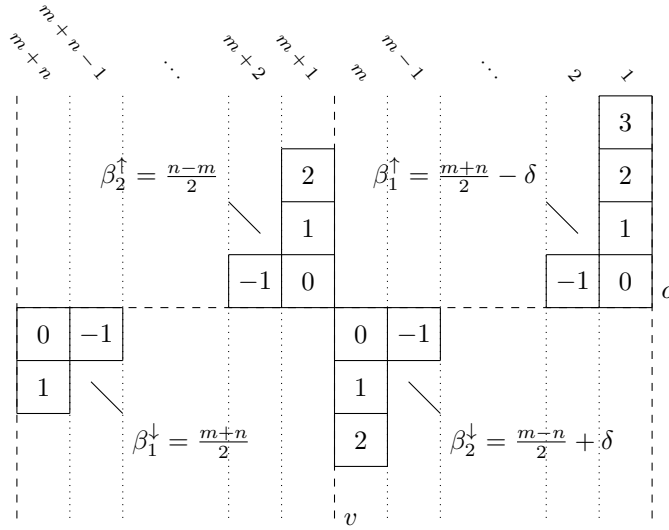 m + n m + n − 1 ⋯ m + 2 m + 1 m m − 1 ⋯ 2 1
3
β₂↑ = (n−m)/2 2 β₁↑ = (m+n)/2 − δ 2
1 1
−1 0 −1 0
o
0 −1 0 −1
1 1
β₁↓ = (m+n)/2 2 β₂↓ = (m−n)/2 + δ
v